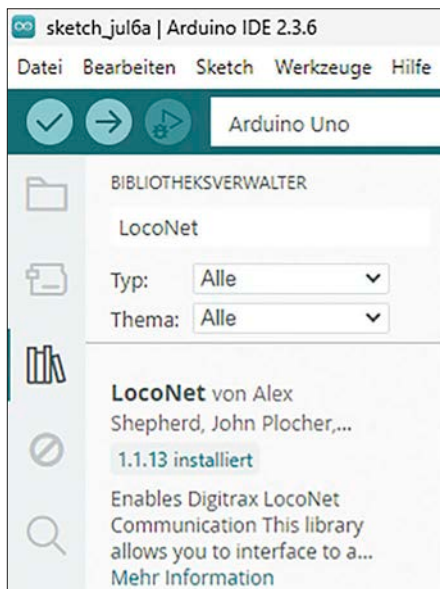 sketch_jul6a | Arduino IDE 2.3.6
Datei Bearbeiten Sketch Werkzeuge Hilfe
Arduino Uno
BIBLIOTHEKSVERWALTER
LocoNet
Typ: Alle
Thema: Alle
LocoNet von Alex
Shepherd, John Plocher,...
1.1.13 installiert
Enables Digitrax LocoNet
Communication This library
allows you to interface to a...
Mehr Information